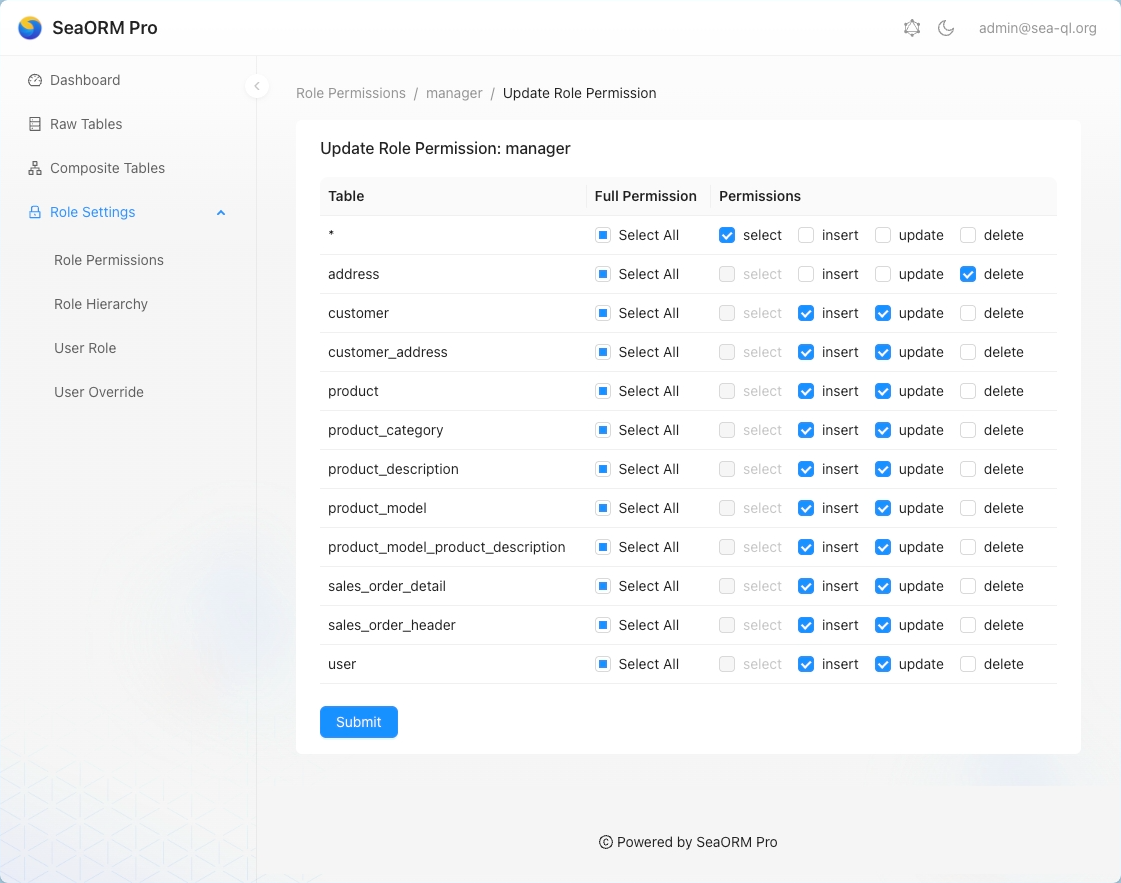 SeaORM Pro
admin@sea-ql.org
Dashboard
Raw Tables
Composite Tables
Role Settings
Role Permissions
Role Hierarchy
User Role
User Override
Role Permissions / manager / Update Role Permission
Update Role Permission: manager
Table Full Permission Permissions
* Select All select insert update delete
address Select All select insert update delete
customer Select All select insert update delete
customer_address Select All select insert update delete
product Select All select insert update delete
product_category Select All select insert update delete
product_description Select All select insert update delete
product_model Select All select insert update delete
product_model_product_description Select All select insert update delete
sales_order_detail Select All select insert update delete
sales_order_header Select All select insert update delete
user Select All select insert update delete
Submit
© Powered by SeaORM Pro